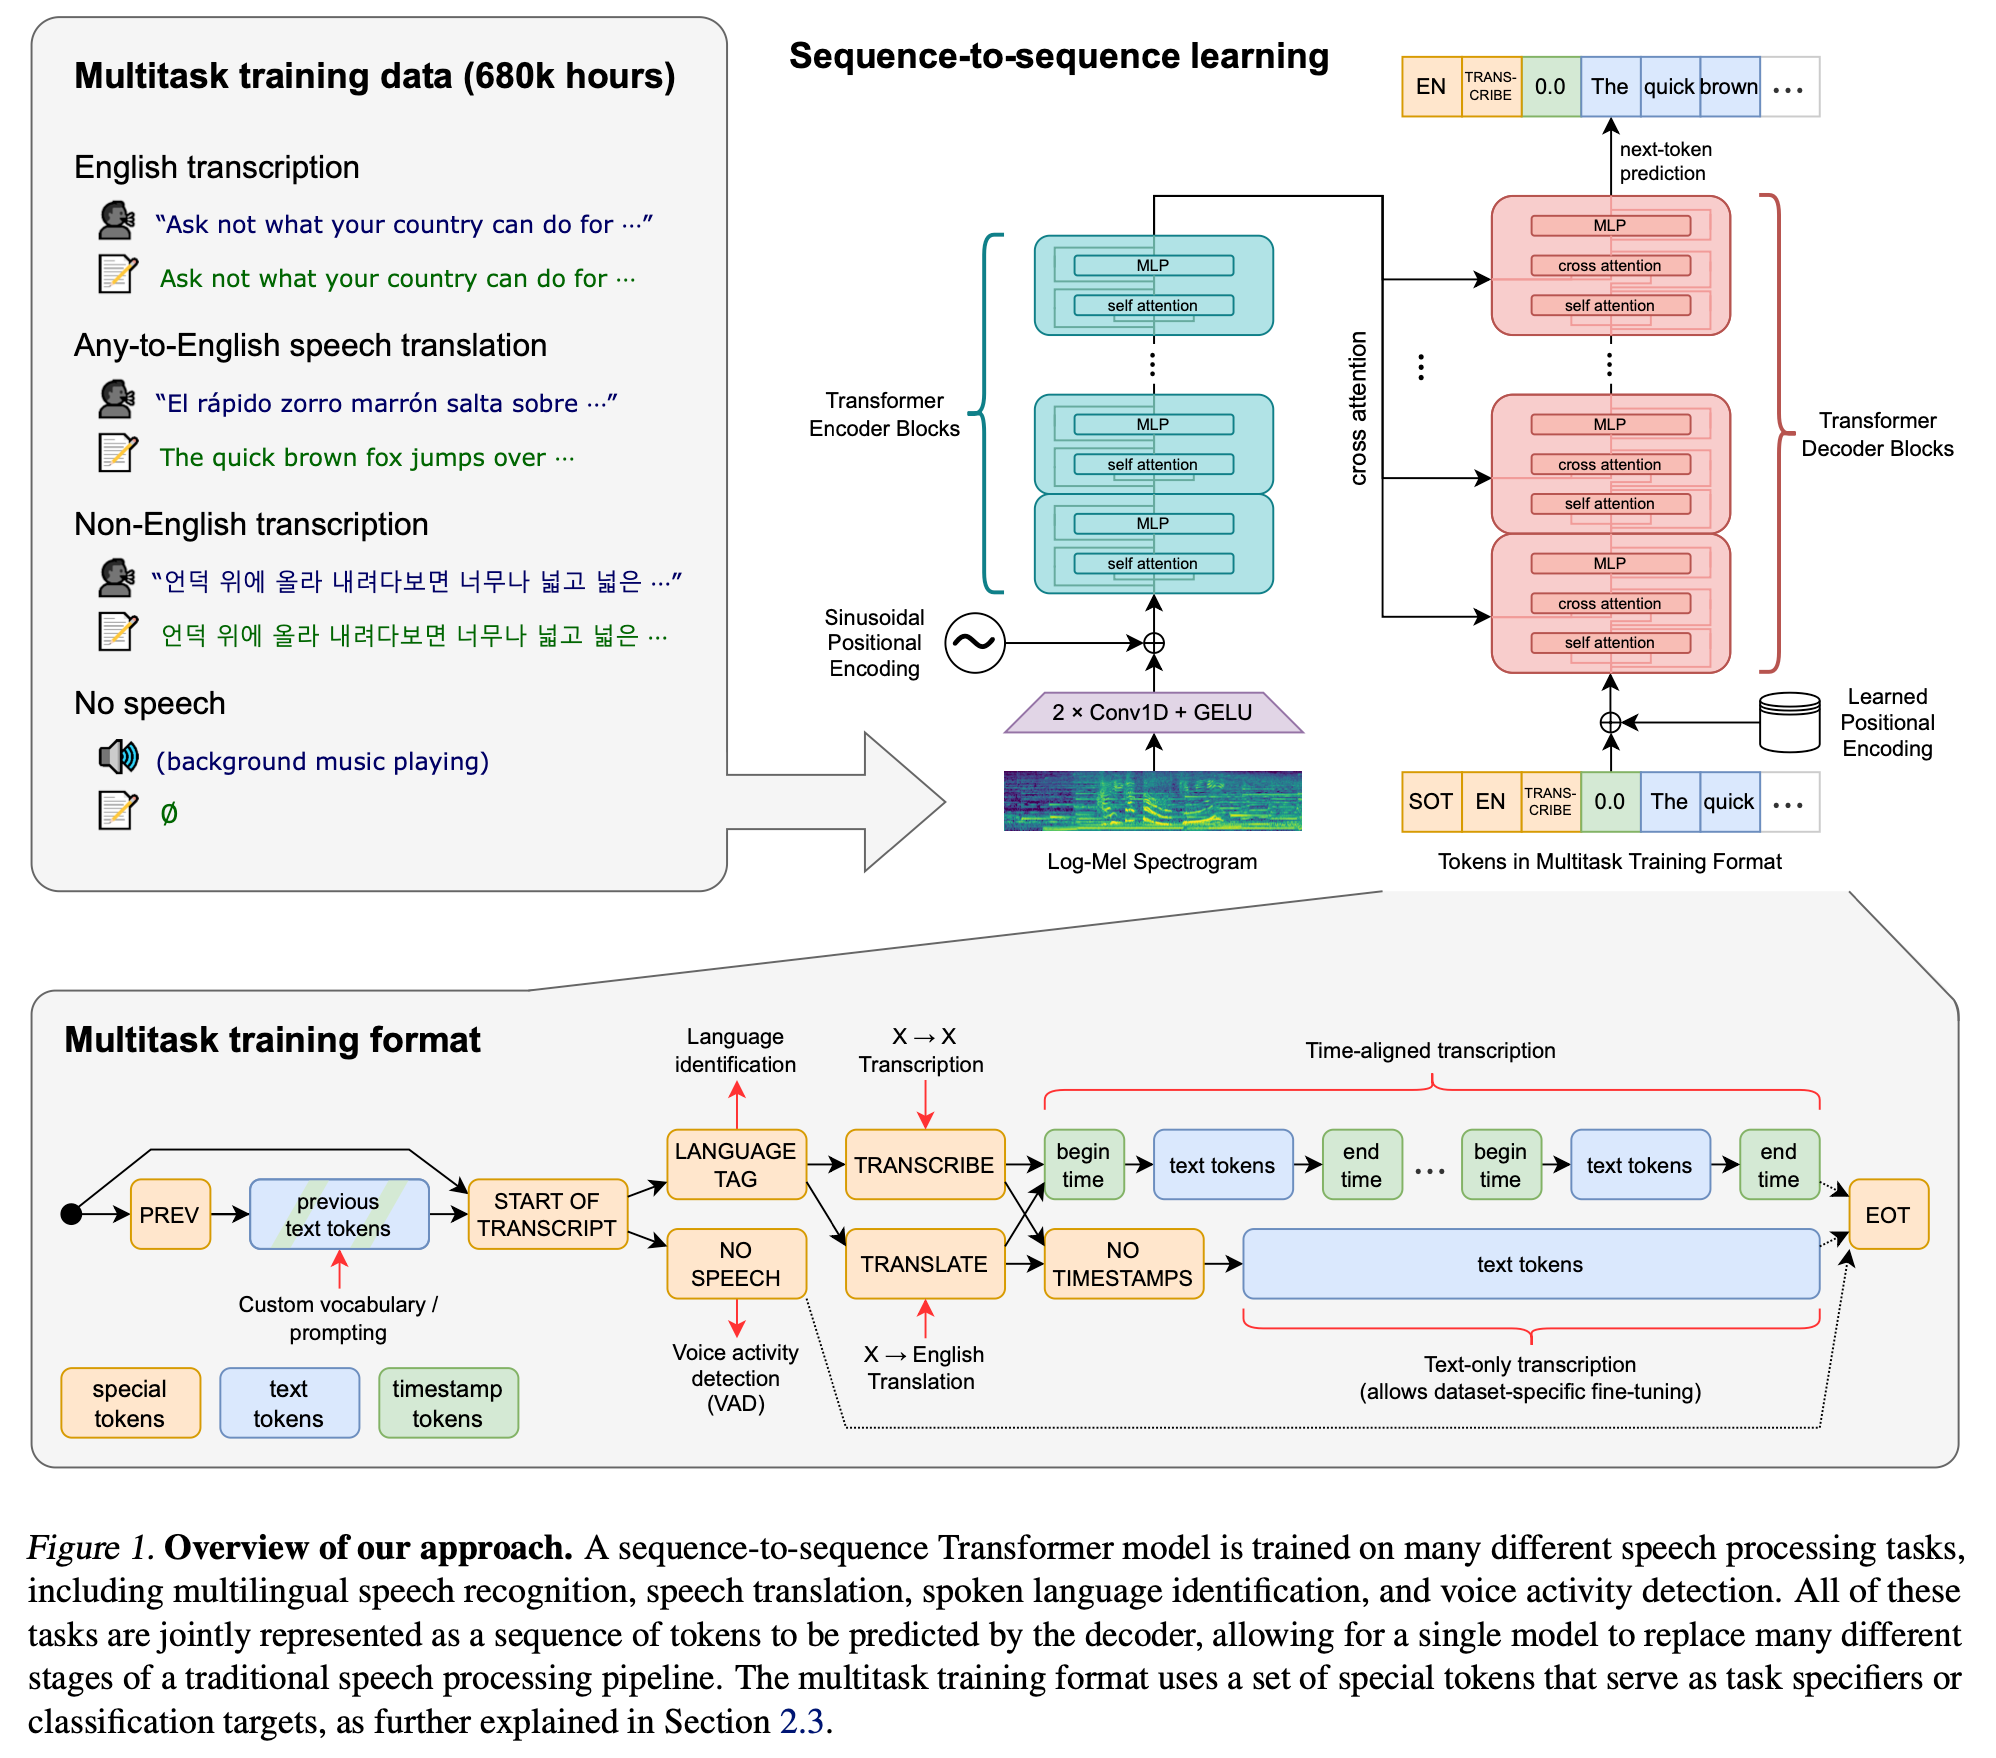 Multitask training data (680k hours)
English transcription
“Ask not what your country can do for ⋯”
Ask not what your country can do for ⋯
Any-to-English speech translation
“El rápido zorro marrón salta sobre ⋯”
The quick brown fox jumps over ⋯
Non-English transcription
“언덕 위에 올라 내려다보면 너무나 넓고 넓은 ⋯”
언덕 위에 올라 내려다보면 너무나 넓고 넓은 ⋯
No speech
(background music playing)
∅
Sequence-to-sequence learning
EN TRANS-CRIBE 0.0 The quick brown ⋯
next-token
prediction
MLP
self attention
⋮
MLP
self attention
MLP
self attention
Transformer
Encoder Blocks
cross attention
⋮
MLP
cross attention
self attention
⋮
MLP
cross attention
self attention
MLP
cross attention
self attention
Transformer
Decoder Blocks
Sinusoidal
Positional
Encoding
~
2 × Conv1D + GELU
Log-Mel Spectrogram
Learned
Positional
Encoding
SOT EN TRANS-CRIBE 0.0 The quick ⋯
Tokens in Multitask Training Format
Multitask training format
Language
identification
X → X
Transcription
Time-aligned transcription
PREV
previous
text tokens
START OF
TRANSCRIPT
LANGUAGE
TAG
NO
SPEECH
TRANSCRIBE
TRANSLATE
begin
time
text tokens
end
time
⋯
begin
time
text tokens
end
time
NO
TIMESTAMPS
text tokens
EOT
Custom vocabulary /
prompting
Voice activity
detection
(VAD)
X → English
Translation
Text-only transcription
(allows dataset-specific fine-tuning)
special
tokens
text
tokens
timestamp
tokens
Figure 1. Overview of our approach. A sequence-to-sequence Transformer model is trained on many different speech processing tasks,
including multilingual speech recognition, speech translation, spoken language identification, and voice activity detection. All of these
tasks are jointly represented as a sequence of tokens to be predicted by the decoder, allowing for a single model to replace many different
stages of a traditional speech processing pipeline. The multitask training format uses a set of special tokens that serve as task specifiers or
classification targets, as further explained in Section 2.3.